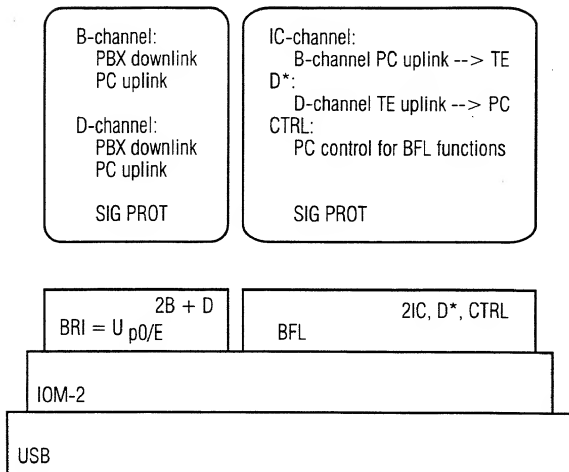 B-channel:
PBX downlink
PC uplink
D-channel:
PBX downlink
PC uplink
SIG PROT
IC-channel:
B-channel PC uplink --> TE
D*:
D-channel TE uplink --> PC
CTRL:
PC control for BFL functions
SIG PROT
2B + D
BRI = U p0/E
2IC, D*, CTRL
BFL
IOM-2
USB